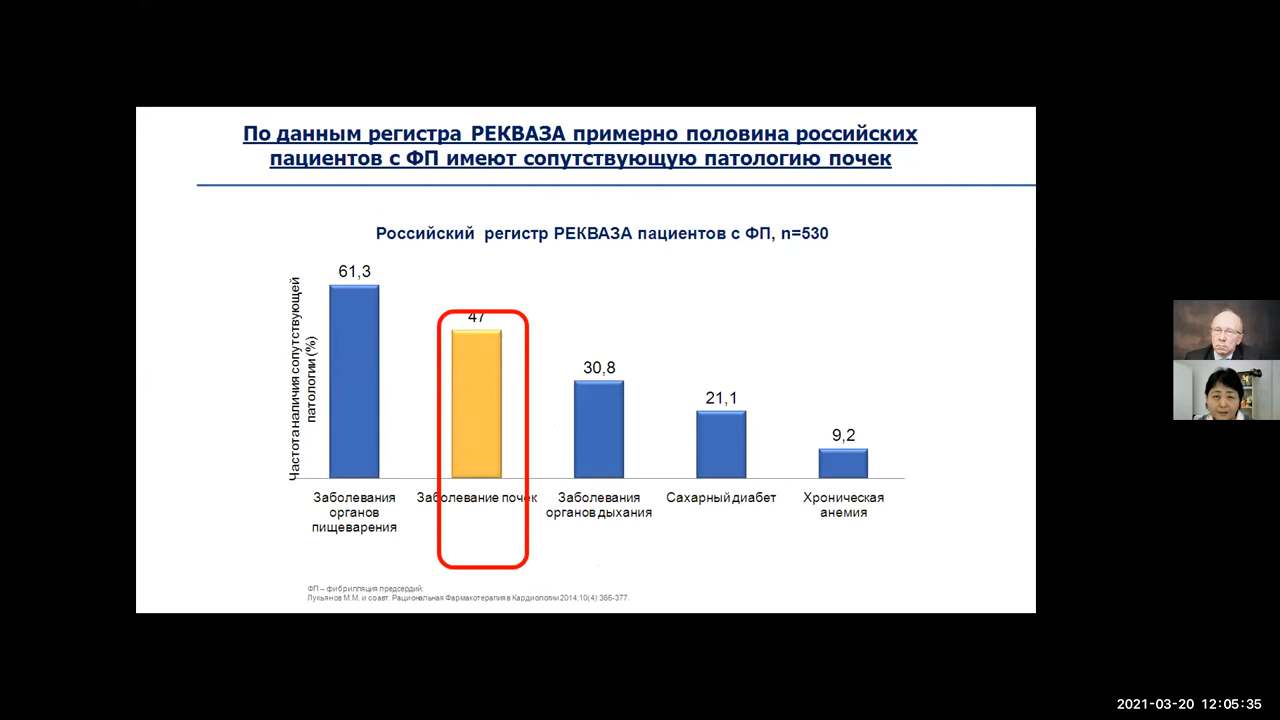 По данным регистра РЕКВАЗА примерно половина российских
пациентов с ФП имеют сопутствующую патологию почек
Российский регистр РЕКВАЗА пациентов с ФП, n=530
Частота наличия сопутствующей
патологии (%)
61,3
47
30,8
21,1
9,2
Заболевания
органов
пищеварения
Заболевание почек
Заболевания
органов дыхания
Сахарный диабет
Хроническая
анемия
ФП – фибрилляция предсердий;
Лукьянов М.М. и соавт. Рациональная Фармакотерапия в Кардиологии 2014;10(4):366-377.
2021-03-20 12:05:35